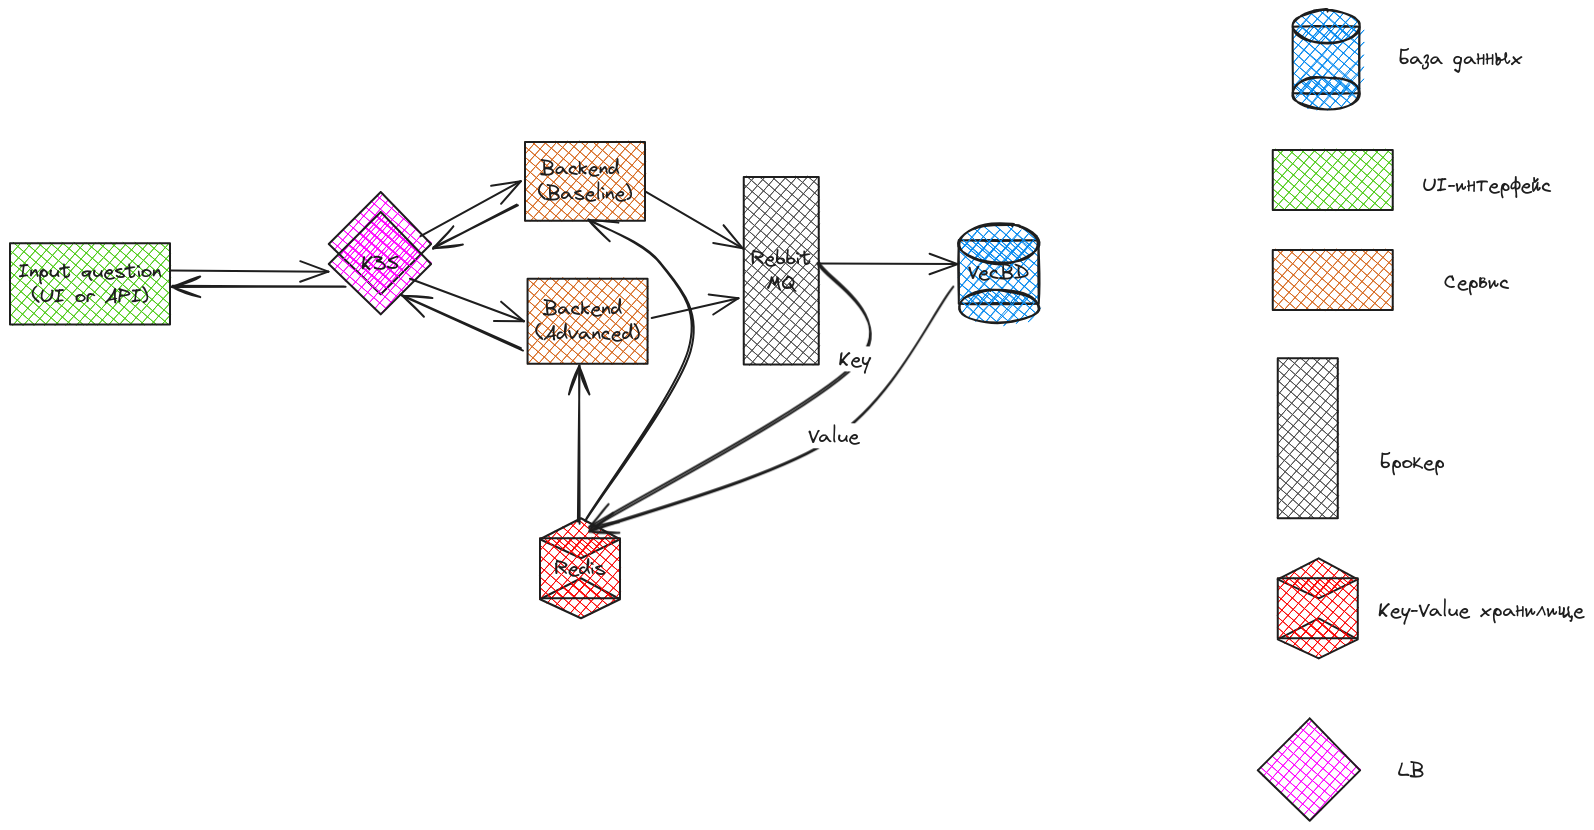 Input question
(UI or API)
K3S
Backend
(Baseline)
Backend
(Advanced)
Rebbit
MQ
VecBD
Key
Value
Redis
База данных
UI-интерфейс
Сервис
Брокер
Key-Value хранилище
LB